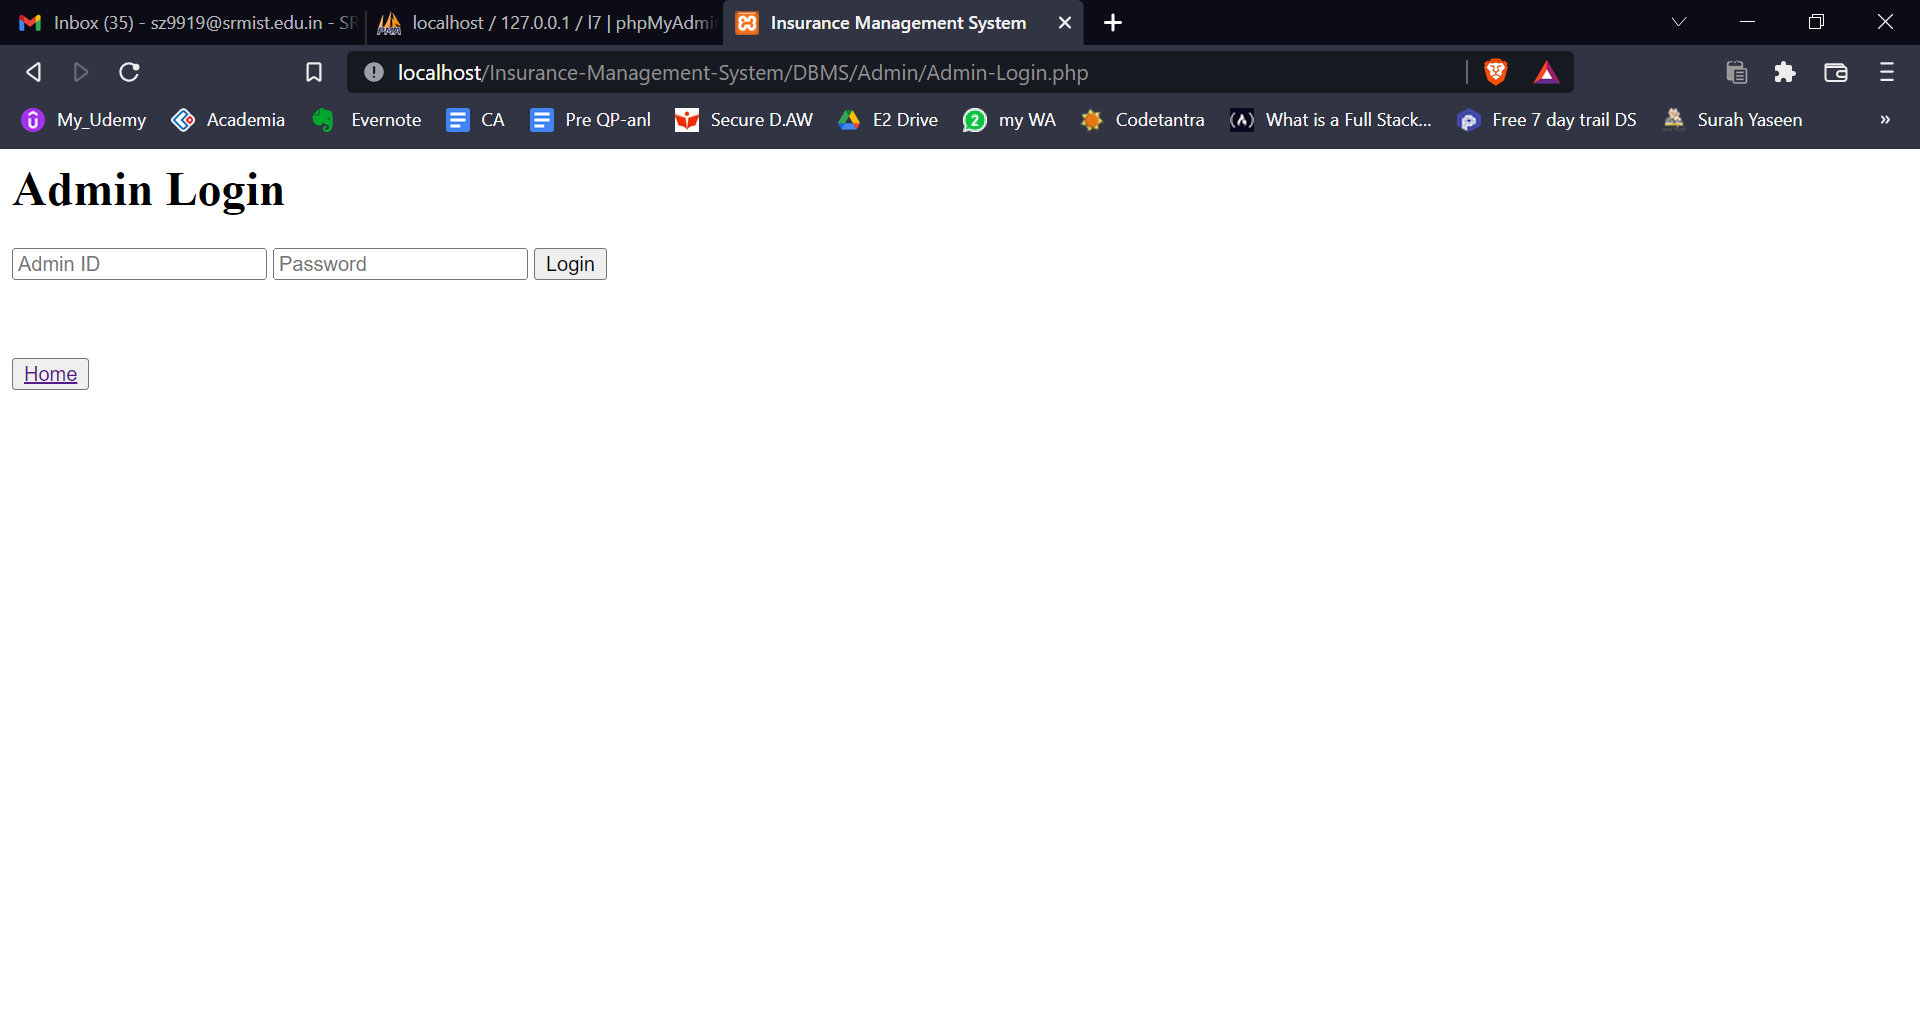 Inbox (35) - sz9919@srmist.edu.in - SR
localhost / 127.0.0.1 / l7 | phpMyAdmi
Insurance Management System
localhost/Insurance-Management-System/DBMS/Admin/Admin-Login.php
My_Udemy
Academia
Evernote
CA
Pre QP-anl
Secure D.AW
E2 Drive
2
my WA
Codetantra
What is a Full Stack...
Free 7 day trail DS
Surah Yaseen
»
Admin Login
Admin ID
Password
Login
Home